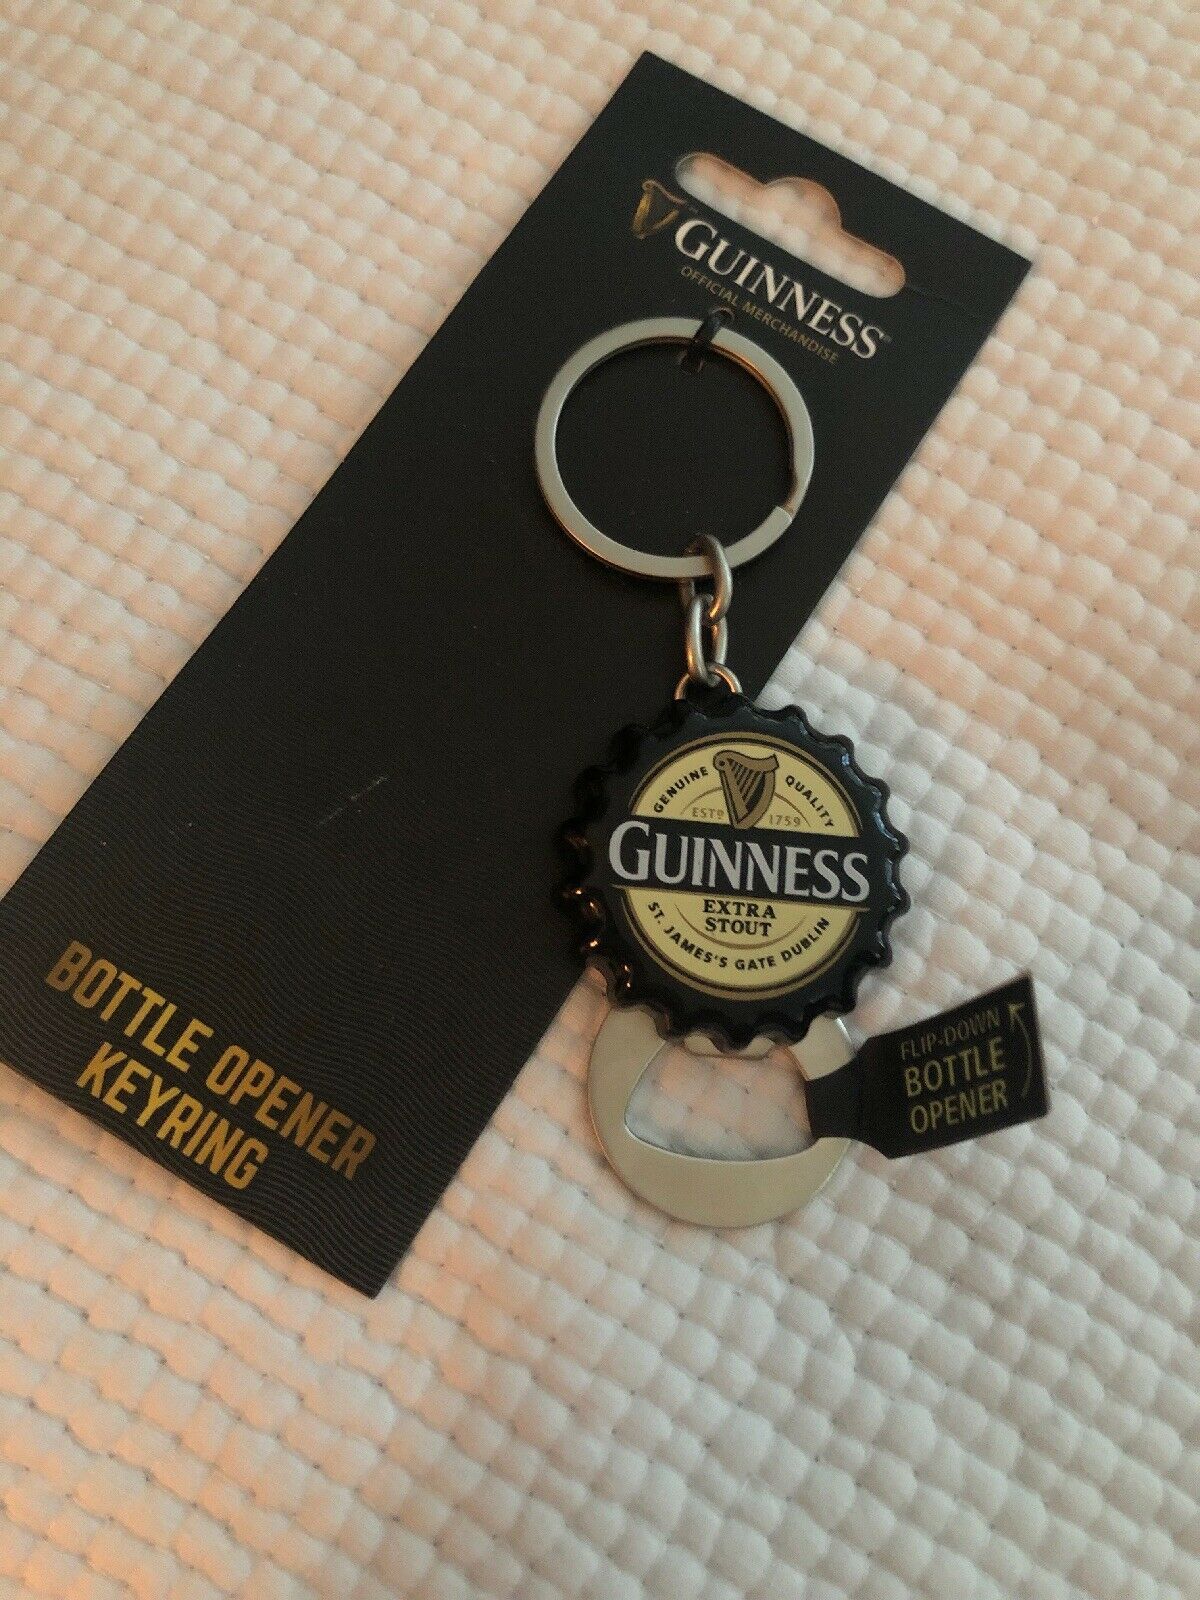 GUINNESS
OFFICIAL MERCHANDISE
GENUINE QUALITY
ESTD 1759
GUINNESS
EXTRA
STOUT
ST. JAMES'S GATE DUBLIN
FLIP-DOWN
BOTTLE
OPENER
BOTTLE OPENER
KEYRING